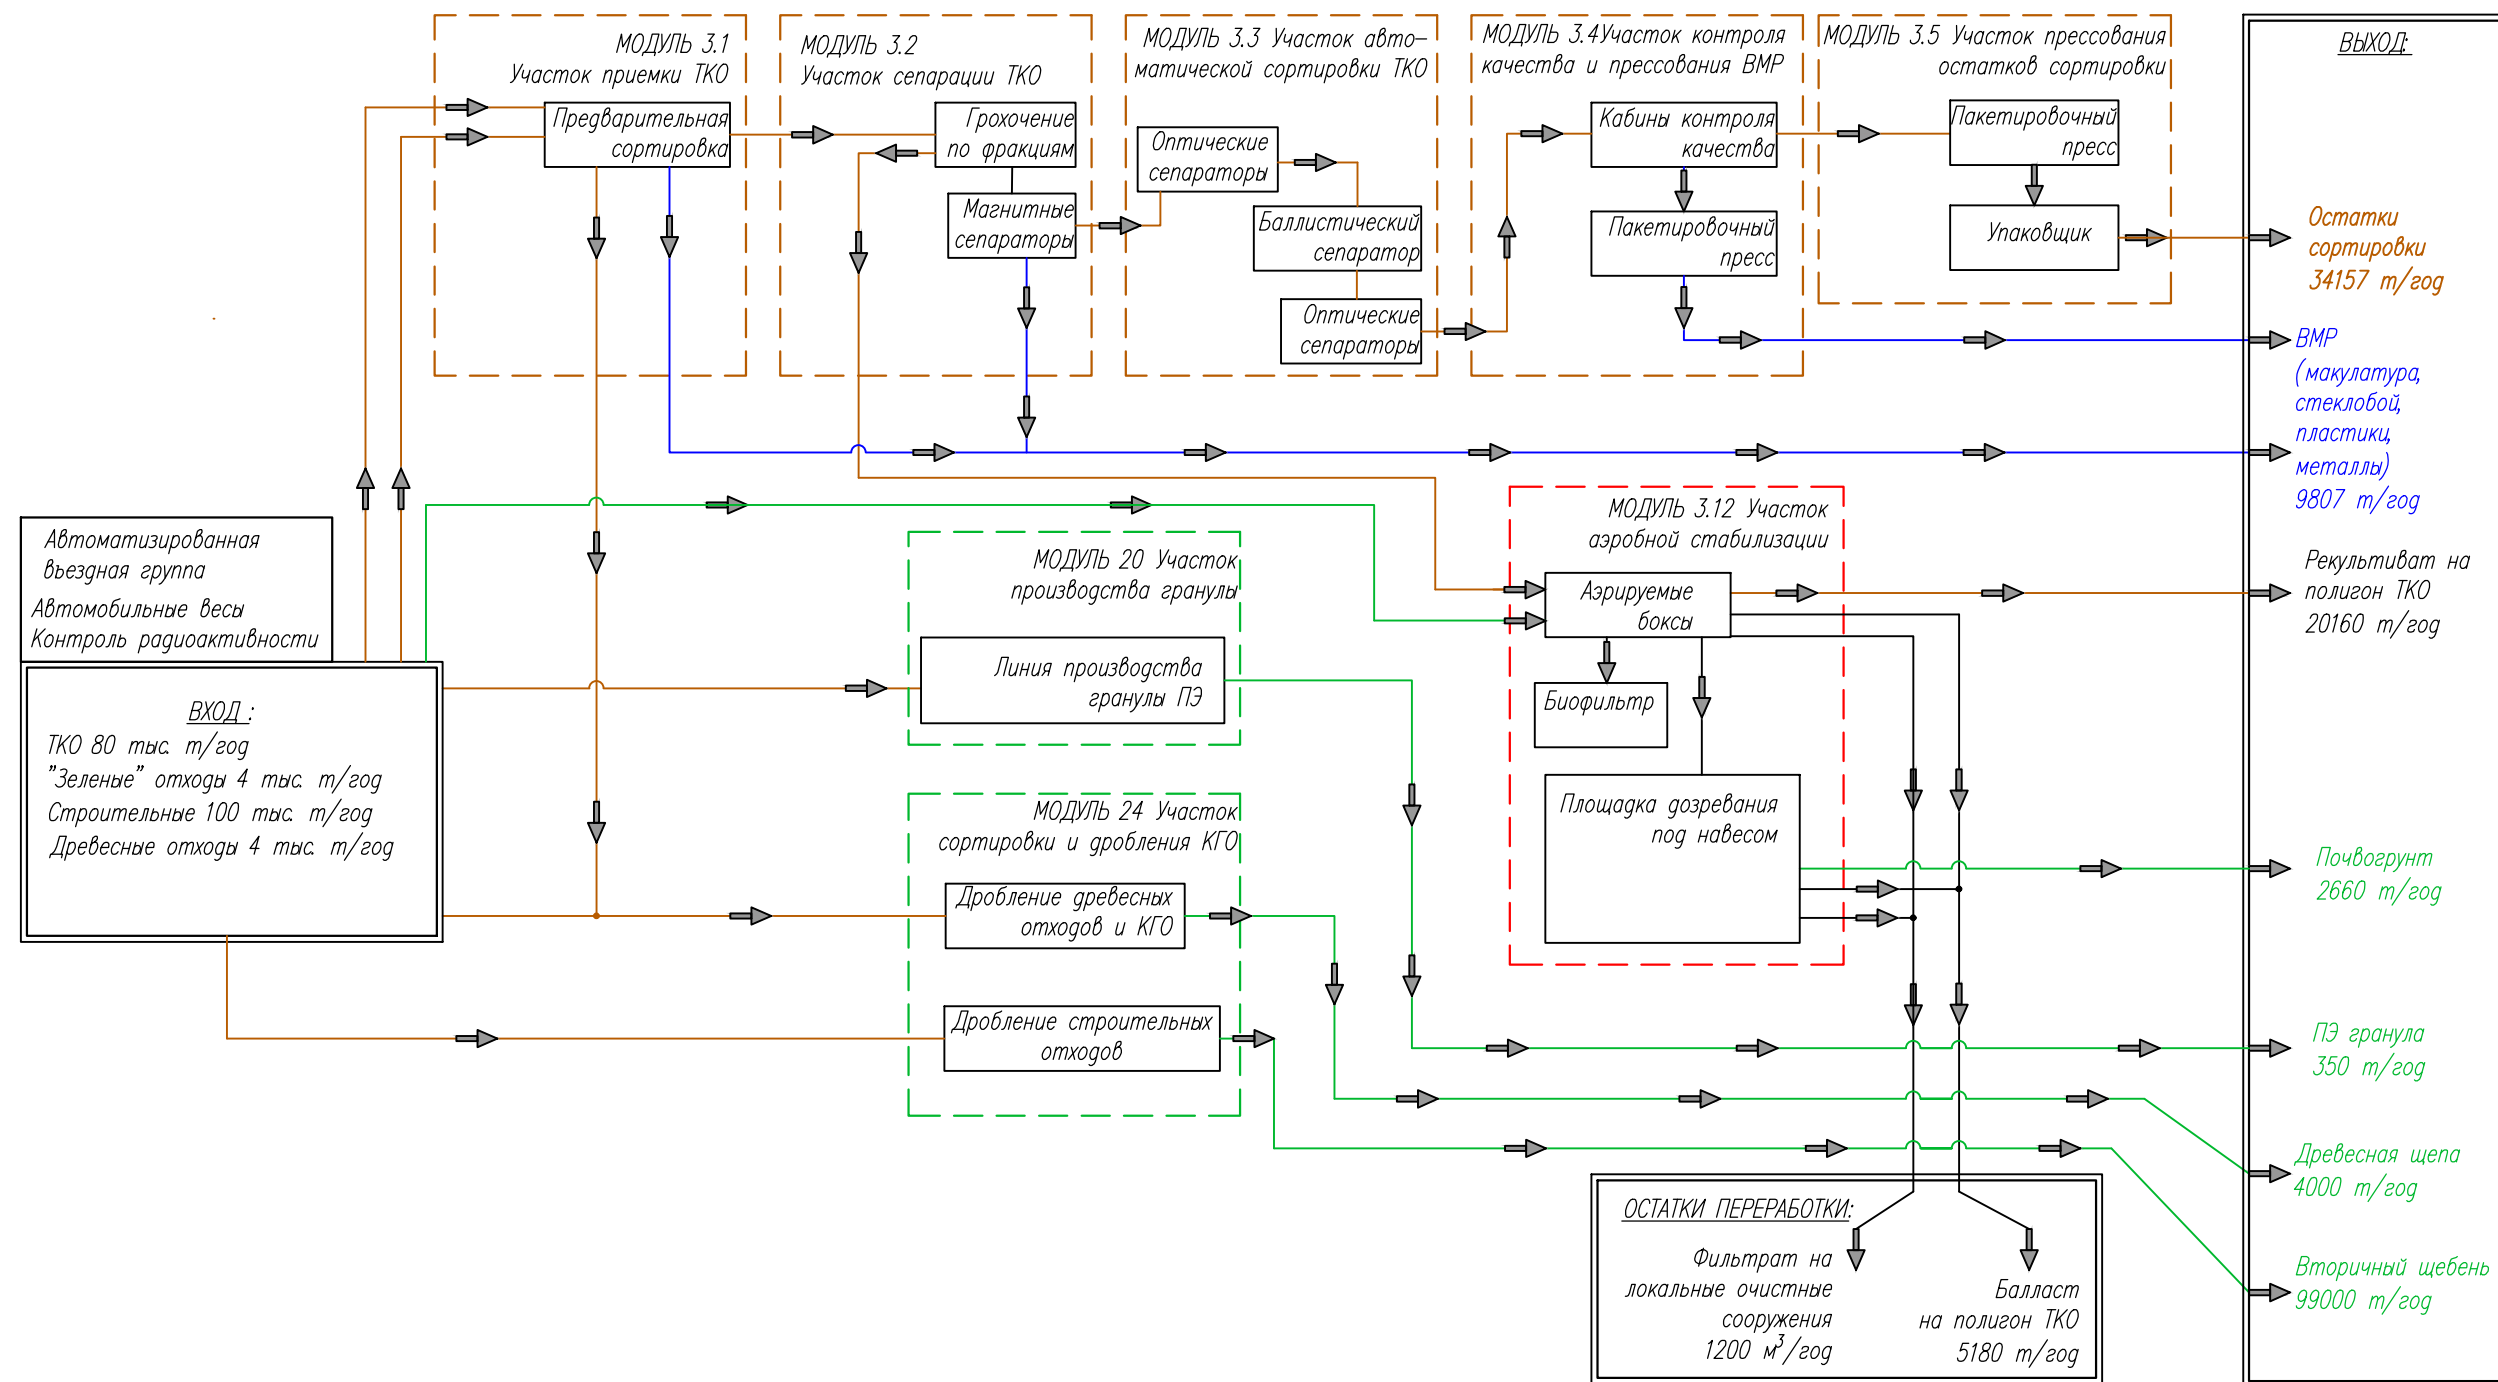 МОДУЛЬ 3.1
Участок приемки ТКО
Предварительная
сортировка
МОДУЛЬ 3.2
Участок сепарации ТКО
Грохочение
по фракциям
Магнитные
сепараторы
МОДУЛЬ 3.3 Участок авто-
матической сортировки ТКО
Оптические
сепараторы
Баллистический
сепаратор
Оптические
сепараторы
МОДУЛЬ 3.4Участок контроля
качества и прессования ВМР
Кабины контроля
качества
Пакетировочный
пресс
МОДУЛЬ 3.5 Участок прессования
остатков сортировки
Пакетировочный
пресс
Упаковщик
ВЫХОД:
Остатки
сортировки
34157 т/год
ВМР
(макулатура,
стеклобой,
пластики,
металлы)
9807 т/год
Рекультиват на
полигон ТКО
20160 т/год
Почвогрунт
2660 т/год
ПЭ гранула
350 т/год
Древесная щепа
4000 т/год
Вторичный щебень
99000 т/год
Автоматизированная
въездная группа
Автомобильные весы
Контроль радиоактивности
ВХОД :
ТКО 80 тыс. т/год
"Зеленые" отходы 4 тыс. т/год
Строительные 100 тыс. т/год
Древесные отходы 4 тыс. т/год
МОДУЛЬ 20 Участок
производства гранулы
Линия производства
гранулы ПЭ
МОДУЛЬ 24 Участок
сортировки и дробления КГО
Дробление древесных
отходов и КГО
Дробление строительных
отходов
МОДУЛЬ 3.12 Участок
аэробной стабилизации
Аэрируемые
боксы
Биофильтр
Площадка дозревания
под навесом
ОСТАТКИ ПЕРЕРАБОТКИ:
Фильтрат на
локальные очистные
сооружения
1200 м³/год
Балласт
на полигон ТКО
5180 т/год